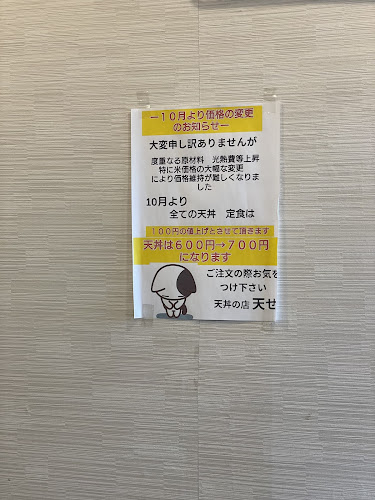 ―10月より価格の変更
のお知らせ―
大変申し訳ありませんが
度重なる原材料 光熱費等上昇
特に米価格の大幅な変更
により価格維持が難しくなりま
した
10月より
全ての天丼 定食は
100円の値上げとさせて頂きます
天丼は600円→700円
になります
ご注文の際お気を
つけ下さい
天丼の店 天せ